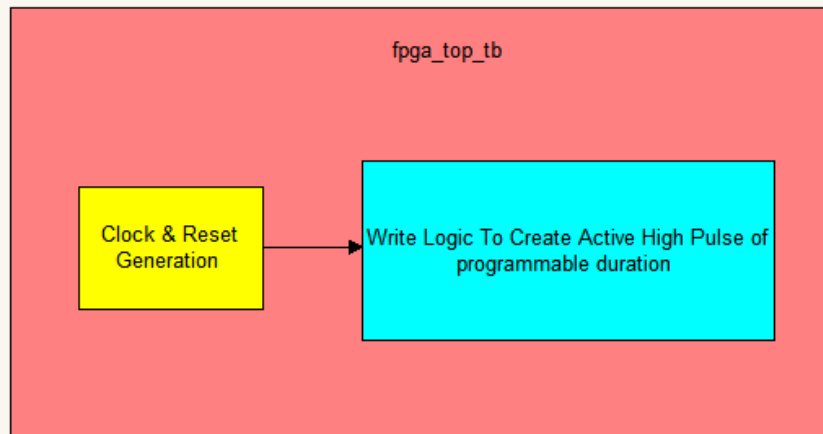 fpga_top_tb
Clock & Reset
Generation
Write Logic To Create Active High Pulse of
programmable duration